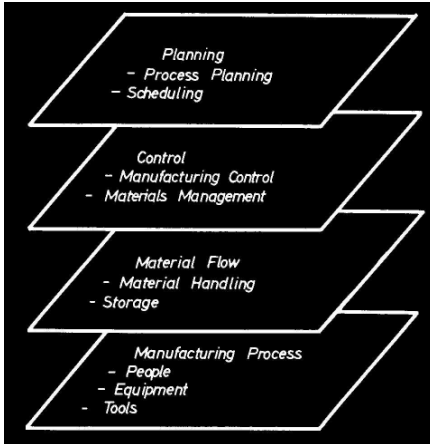 Planning
- Process Planning
- Scheduling
Control
- Manufacturing Control
- Materials Management
Material Flow
- Material Handling
- Storage
Manufacturing Process
- People
- Equipment
- Tools